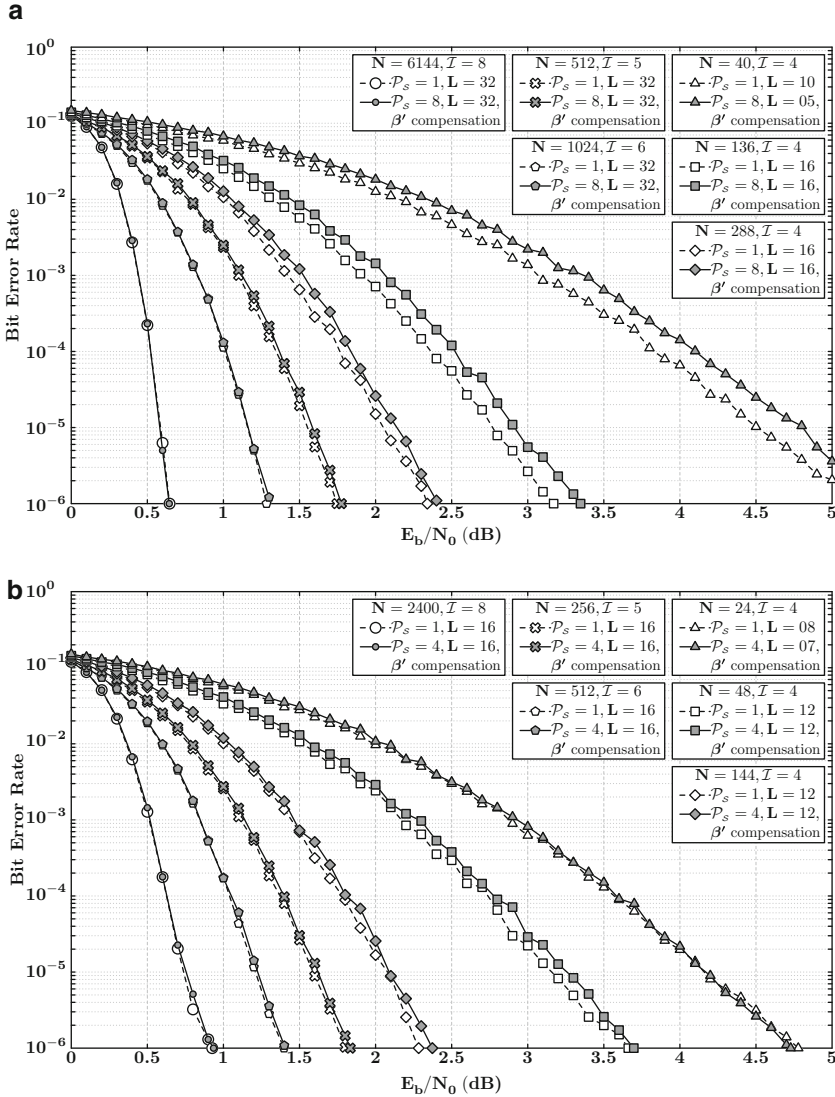 a
10^0
10^-1
10^-2
10^-3
10^-4
10^-5
10^-6
Bit Error Rate
N = 6144, I = 8
P_S = 1, L = 32
P_S = 8, L = 32,
β′ compensation
N = 512, I = 5
P_S = 1, L = 32
P_S = 8, L = 32,
β′ compensation
N = 40, I = 4
P_S = 1, L = 10
P_S = 8, L = 05,
β′ compensation
N = 1024, I = 6
P_S = 1, L = 32
P_S = 8, L = 32,
β′ compensation
N = 136, I = 4
P_S = 1, L = 16
P_S = 8, L = 16,
β′ compensation
N = 288, I = 4
P_S = 1, L = 16
P_S = 8, L = 16,
β′ compensation
0 0.5 1 1.5 2 2.5 3 3.5 4 4.5 5
E_b/N_0 (dB)
b
10^0
10^-1
10^-2
10^-3
10^-4
10^-5
10^-6
Bit Error Rate
N = 2400, I = 8
P_S = 1, L = 16
P_S = 4, L = 16,
β′ compensation
N = 256, I = 5
P_S = 1, L = 16
P_S = 4, L = 16,
β′ compensation
N = 24, I = 4
P_S = 1, L = 08
P_S = 4, L = 07,
β′ compensation
N = 512, I = 6
P_S = 1, L = 16
P_S = 4, L = 16,
β′ compensation
N = 48, I = 4
P_S = 1, L = 12
P_S = 4, L = 12,
β′ compensation
N = 144, I = 4
P_S = 1, L = 12
P_S = 4, L = 12,
β′ compensation
0 0.5 1 1.5 2 2.5 3 3.5 4 4.5 5
E_b/N_0 (dB)